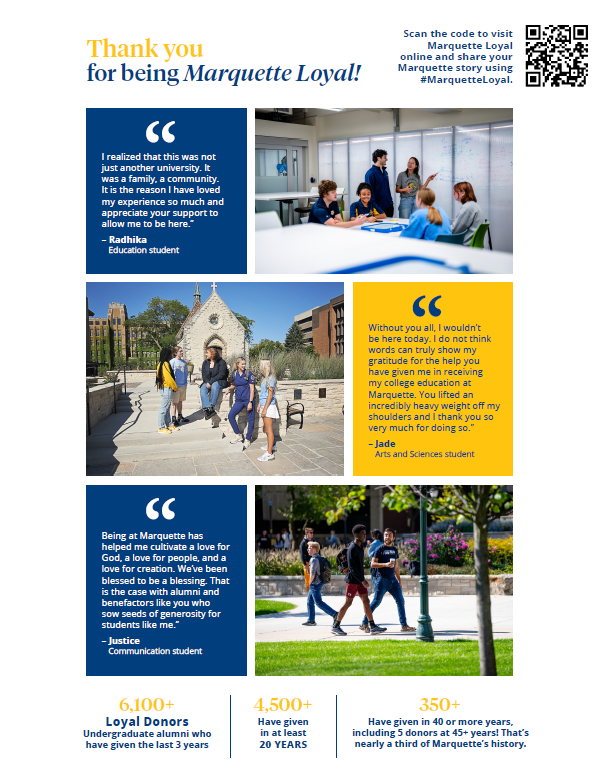 Thank you
for being Marquette Loyal!
Scan the code to visit
Marquette Loyal
online and share your
Marquette story using
#MarquetteLoyal.
“
I realized that this was not
just another university. It
was a family, a community.
It is the reason I have loved
my experience so much and
appreciate your support to
allow me to be here.”
– Radhika
Education student
“
Without you all, I wouldn’t
be here today. I do not think
words can truly show my
gratitude for the help you
have given me in receiving
my college education at
Marquette. You lifted an
incredibly heavy weight off my
shoulders and I thank you so
very much for doing so.”
– Jade
Arts and Sciences student
“
Being at Marquette has
helped me cultivate a love for
God, a love for people, and a
love for creation. We’ve been
blessed to be a blessing. That
is the case with alumni and
benefactors like you who
sow seeds of generosity for
students like me.”
– Justice
Communication student
6,100+
Loyal Donors
Undergraduate alumni who
have given the last 3 years
4,500+
Have given
in at least
20 YEARS
350+
Have given in 40 or more years,
including 5 donors at 45+ years! That’s
nearly a third of Marquette’s history.